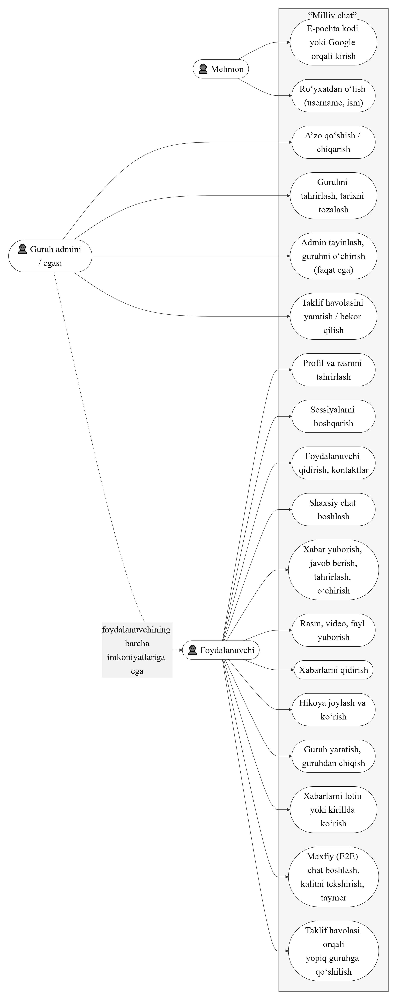 “Milliy chat”
E-pochta kodi
yoki Google
orqali kirish
Mehmon
Ro‘yxatdan o‘tish
(username, ism)
A’zo qo‘shish /
chiqarish
Guruhni
tahrirlash, tarixni
tozalash
Guruh admini
/ egasi
Admin tayinlash,
guruhni o‘chirish
(faqat ega)
Taklif havolasini
yaratish / bekor
qilish
Profil va rasmni
tahrirlash
Sessiyalarni
boshqarish
Foydalanuvchi
qidirish, kontaktlar
Shaxsiy chat
boshlash
Xabar yuborish,
javob berish,
tahrirlash,
o‘chirish
Rasm, video, fayl
yuborish
foydalanuvchining
barcha
imkoniyatlariga
ega
Foydalanuvchi
Xabarlarni qidirish
Hikoya joylash va
ko‘rish
Guruh yaratish,
guruhdan chiqish
Xabarlarni lotin
yoki kirillda
ko‘rish
Maxfiy (E2E)
chat boshlash,
kalitni tekshirish,
taymer
Taklif havolasi
orqali
yopiq guruhga
qo‘shilish